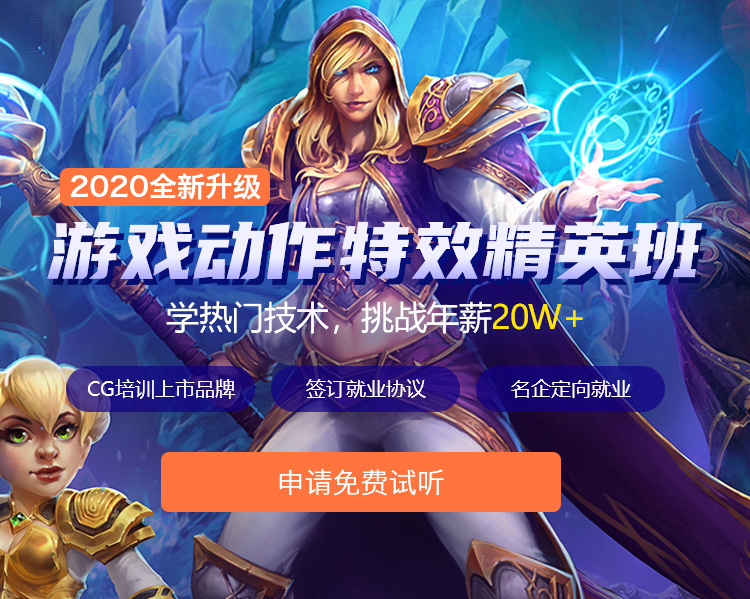 2020全新升级
游戏动作特效精英班
学热门技术，挑战年薪20W+
CG培训上市品牌 签订就业协议 名企定向就业
申请免费试听